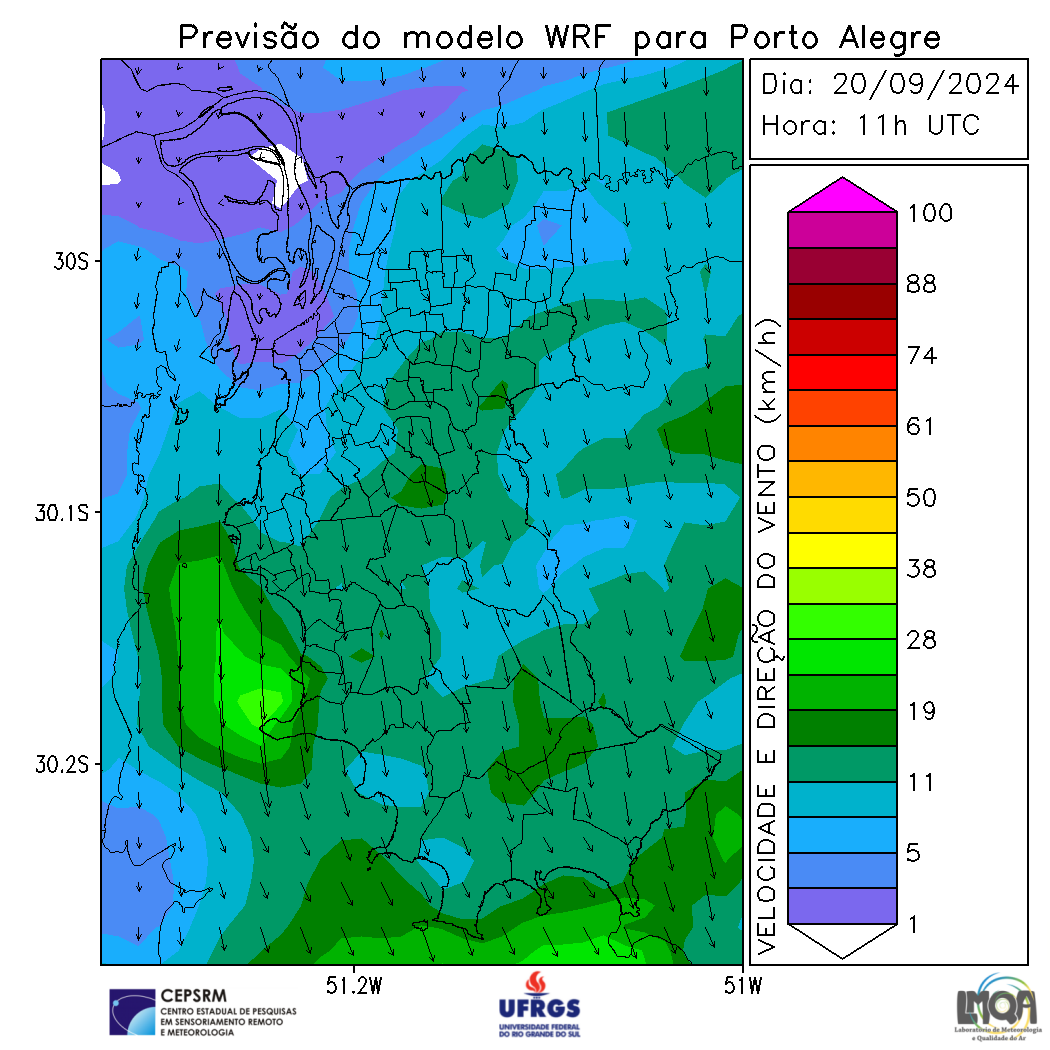 Previsão do modelo WRF para Porto Alegre
Dia: 20/09/2024
Hora: 11h UTC
30S
30.1S
30.2S
51.2W
51W
VELOCIDADE E DIREÇÃO DO VENTO (km/h)
100
88
74
61
50
38
28
19
11
5
1
CEPSRM
CENTRO ESTADUAL DE PESQUISAS
EM SENSORIAMENTO REMOTO
E METEOROLOGIA
UFRGS
UNIVERSIDADE FEDERAL
DO RIO GRANDE DO SUL
LMQA
Laboratório de Meteorologia
e Qualidade do Ar